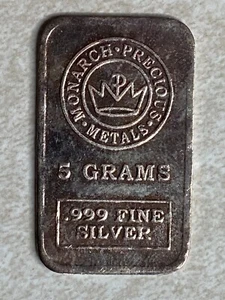 MONARCH · PRECIOUS
· METALS ·
5 GRAMS
.999 FINE
SILVER